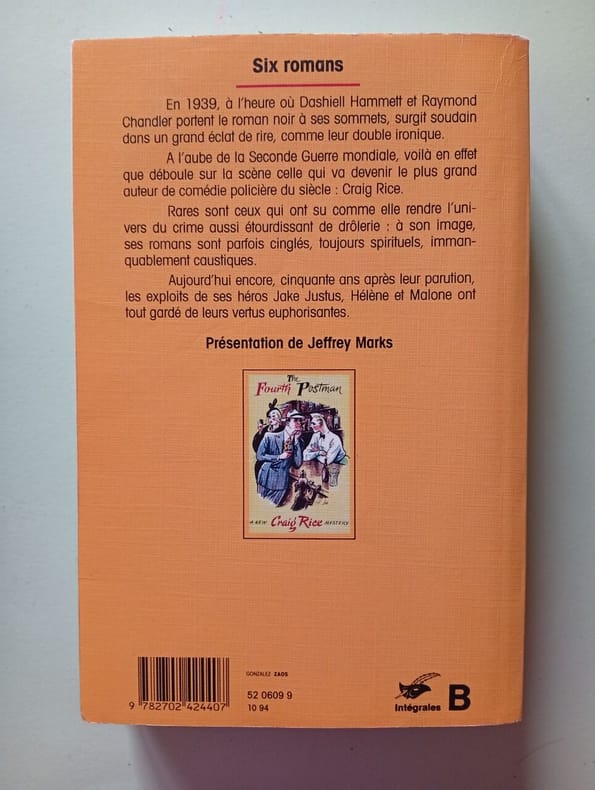 Six romans
En 1939, à l'heure où Dashiell Hammett et Raymond
Chandler portent le roman noir à ses sommets, surgit soudain
dans un grand éclat de rire, comme leur double ironique.
A l'aube de la Seconde Guerre mondiale, voilà en effet
que déboule sur la scène celle qui va devenir le plus grand
auteur de comédie policière du siècle : Craig Rice.
Rares sont ceux qui ont su comme elle rendre l'uni-
vers du crime aussi étourdissant de drôlerie : à son image,
ses romans sont parfois cinglés, toujours spirituels, imman-
quablement caustiques.
Aujourd'hui encore, cinquante ans après leur parution,
les exploits de ses héros Jake Justus, Hélène et Malone ont
tout gardé de leurs vertus euphorisantes.
Présentation de Jeffrey Marks
The
Fourth Postman
A NEW Craig Rice MYSTERY
GONZALEZ ZAOS
52 0609 9
10 94
9 782702 424407
Intégrales B